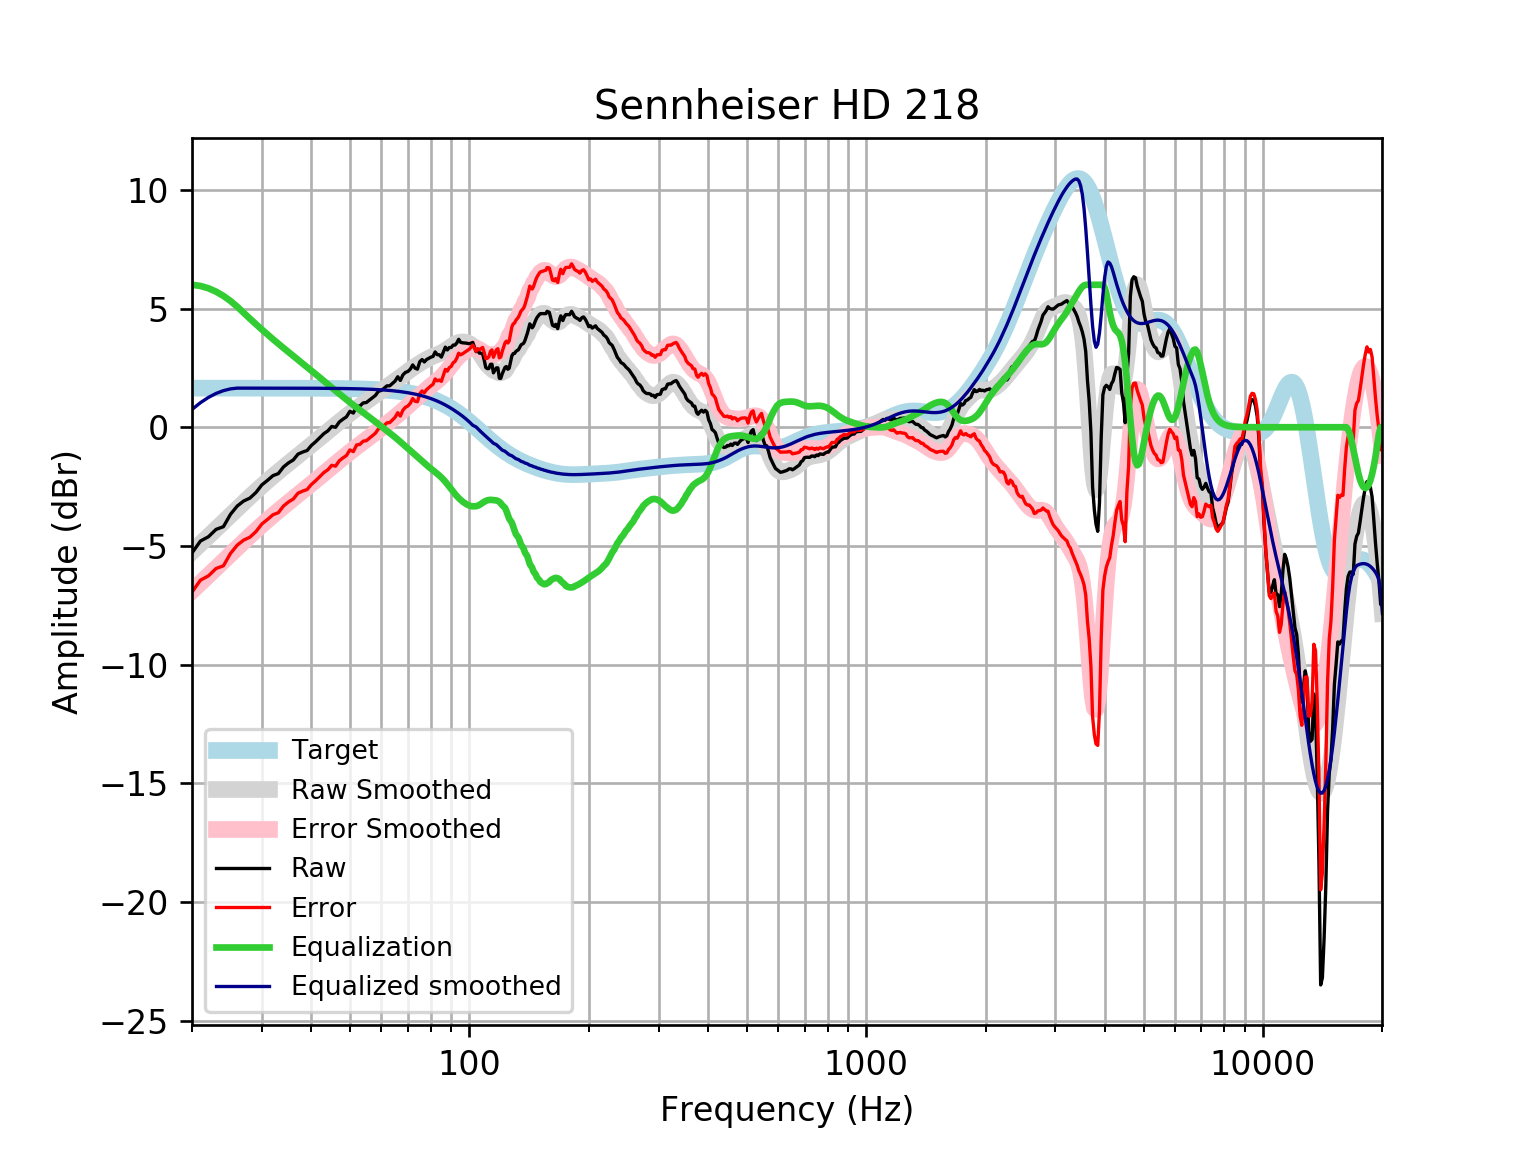 Sennheiser HD 218
10
5
0
−5
−10
−15
−20
−25
Amplitude (dBr)
Target
Raw Smoothed
Error Smoothed
Raw
Error
Equalization
Equalized smoothed
100 1000 10000
Frequency (Hz)